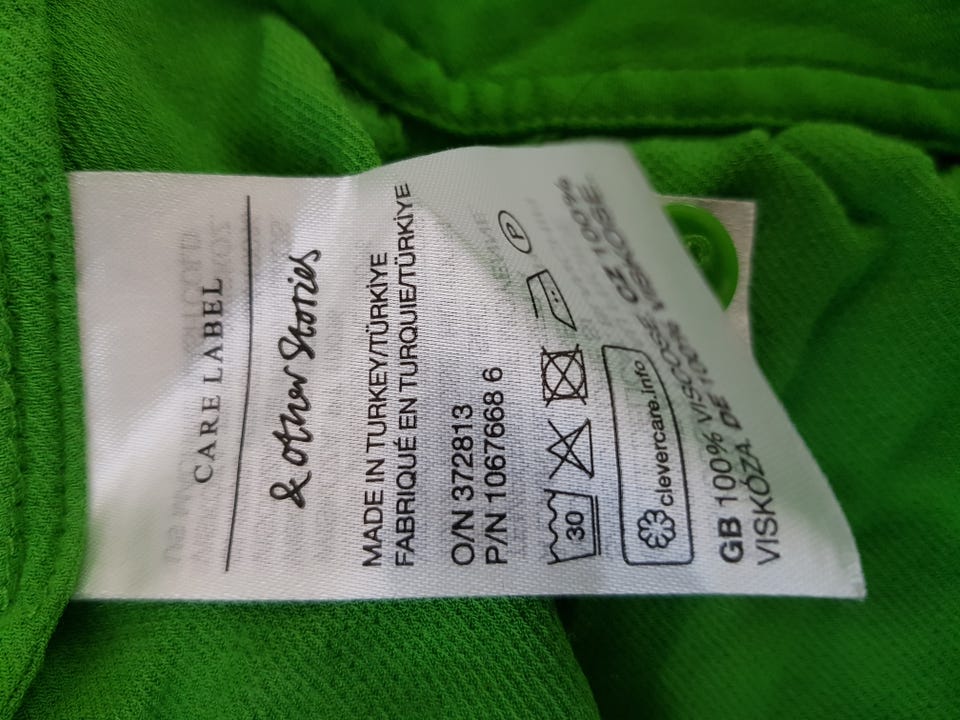 CARE LABEL
& other Stories
MADE IN TURKEY/TÜRKİYE
FABRIQUÉ EN TURQUIE/TÜRKİYE
O/N 372813
P/N 1067668 6
30 P
clevercare.info
GB 100% VISCOSE CZ 100%
VISKÓZA DE 100% VISKOSE